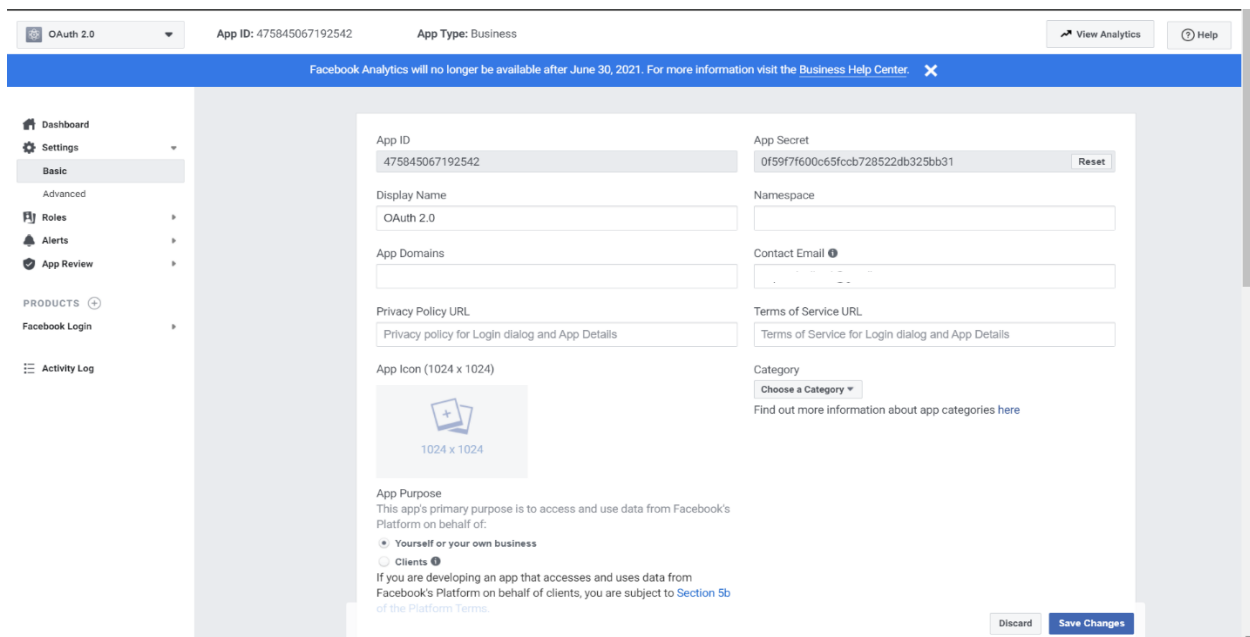 OAuth 2.0
App ID: 475845067192542
App Type: Business
View Analytics
Help
Facebook Analytics will no longer be available after June 30, 2021. For more information visit the Business Help Center.
Dashboard
Settings
Basic
Advanced
Roles
Alerts
App Review
PRODUCTS
Facebook Login
Activity Log
App ID
475845067192542
App Secret
0f59f7f600c65fccb728522db325bb31
Reset
Display Name
OAuth 2.0
Namespace
App Domains
Contact Email
Privacy Policy URL
Privacy policy for Login dialog and App Details
Terms of Service URL
Terms of Service for Login dialog and App Details
App Icon (1024 x 1024)
1024 x 1024
Category
Choose a Category
Find out more information about app categories here
App Purpose
This app's primary purpose is to access and use data from Facebook's
Platform on behalf of:
Yourself or your own business
Clients
If you are developing an app that accesses and uses data from
Facebook's Platform on behalf of clients, you are subject to Section 5b
of the Platform Terms.
Discard
Save Changes